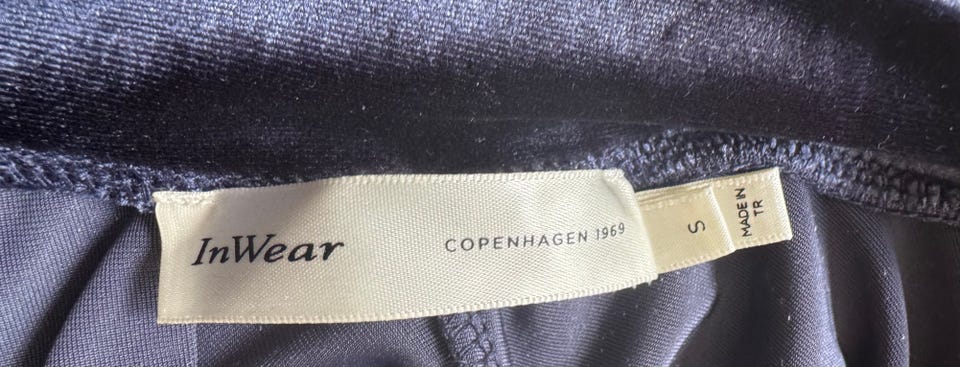 InWear
COPENHAGEN 1969
S
MADE IN
TR